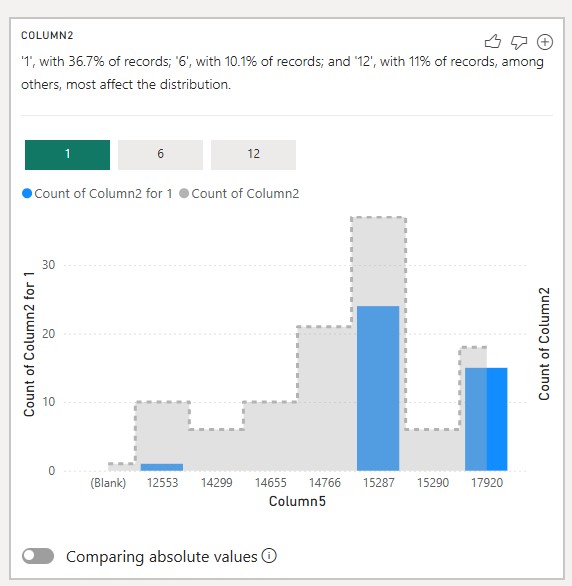 COLUMN2
'1', with 36.7% of records; '6', with 10.1% of records; and '12', with 11% of records, among
others, most affect the distribution.
1 6 12
Count of Column2 for 1 Count of Column2
Count of Column2 for 1
30
20
10
0
Count of Column2
(Blank) 12553 14299 14655 14766 15287 15290 17920
Column5
Comparing absolute values